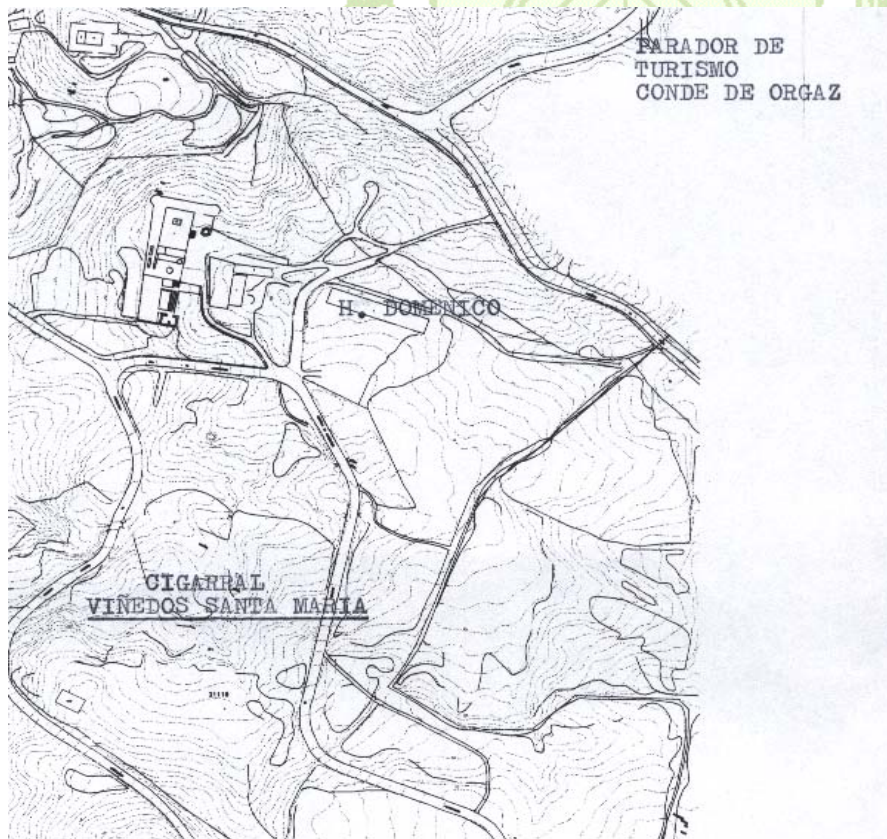 PARADOR DE
TURISMO
CONDE DE ORGAZ
H. DOMENICO
CIGARRAL
VIÑEDOS SANTA MARIA